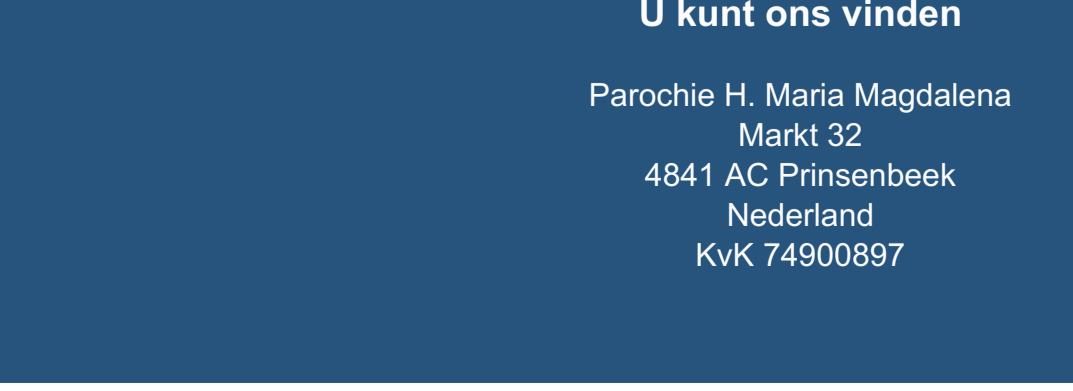 U kunt ons vinden
Parochie H. Maria Magdalena
Markt 32
4841 AC Prinsenbeek
Nederland
KvK 74900897